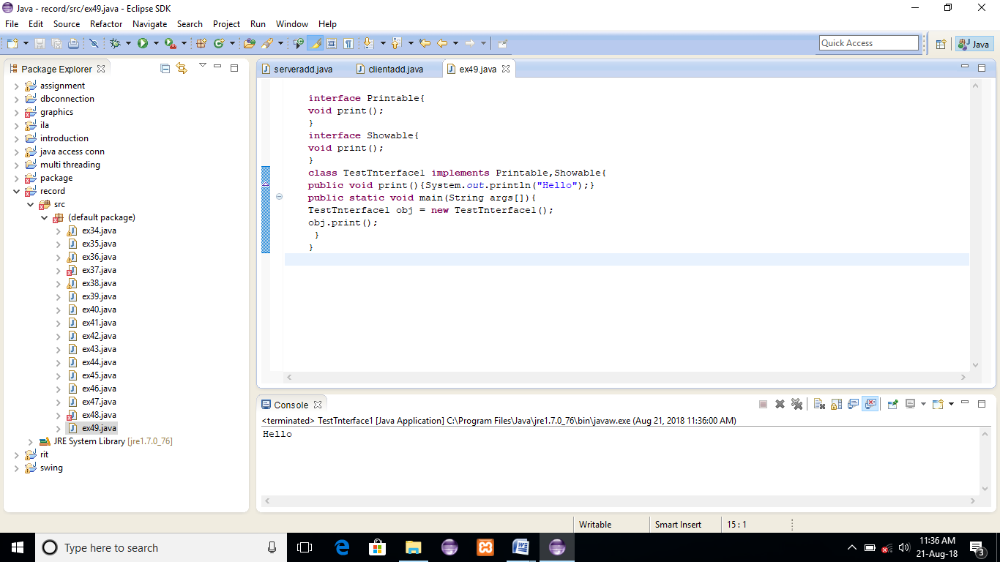 Java - record/src/ex49.java - Eclipse SDK
File Edit Source Refactor Navigate Search Project Run Window Help
Quick Access
Java
Package Explorer
assignment
dbconnection
graphics
ila
introduction
java access conn
multi threading
package
record
src
(default package)
ex34.java
ex35.java
ex36.java
ex37.java
ex38.java
ex39.java
ex40.java
ex41.java
ex42.java
ex43.java
ex44.java
ex45.java
ex46.java
ex47.java
ex48.java
ex49.java
JRE System Library [jre1.7.0_76]
rit
swing
serveradd.java clientadd.java ex49.java
interface Printable{
void print();
}
interface Showable{
void print();
}
class TestTnterface1 implements Printable,Showable{
public void print(){System.out.println("Hello");}
public static void main(String args[]){
TestTnterface1 obj = new TestTnterface1();
obj.print();
}
}
Console
<terminated> TestTnterface1 [Java Application] C:\Program Files\Java\jre1.7.0_76\bin\javaw.exe (Aug 21, 2018 11:36:00 AM)
Hello
Writable Smart Insert 15 : 1
Type here to search
11:36 AM
21-Aug-18
3